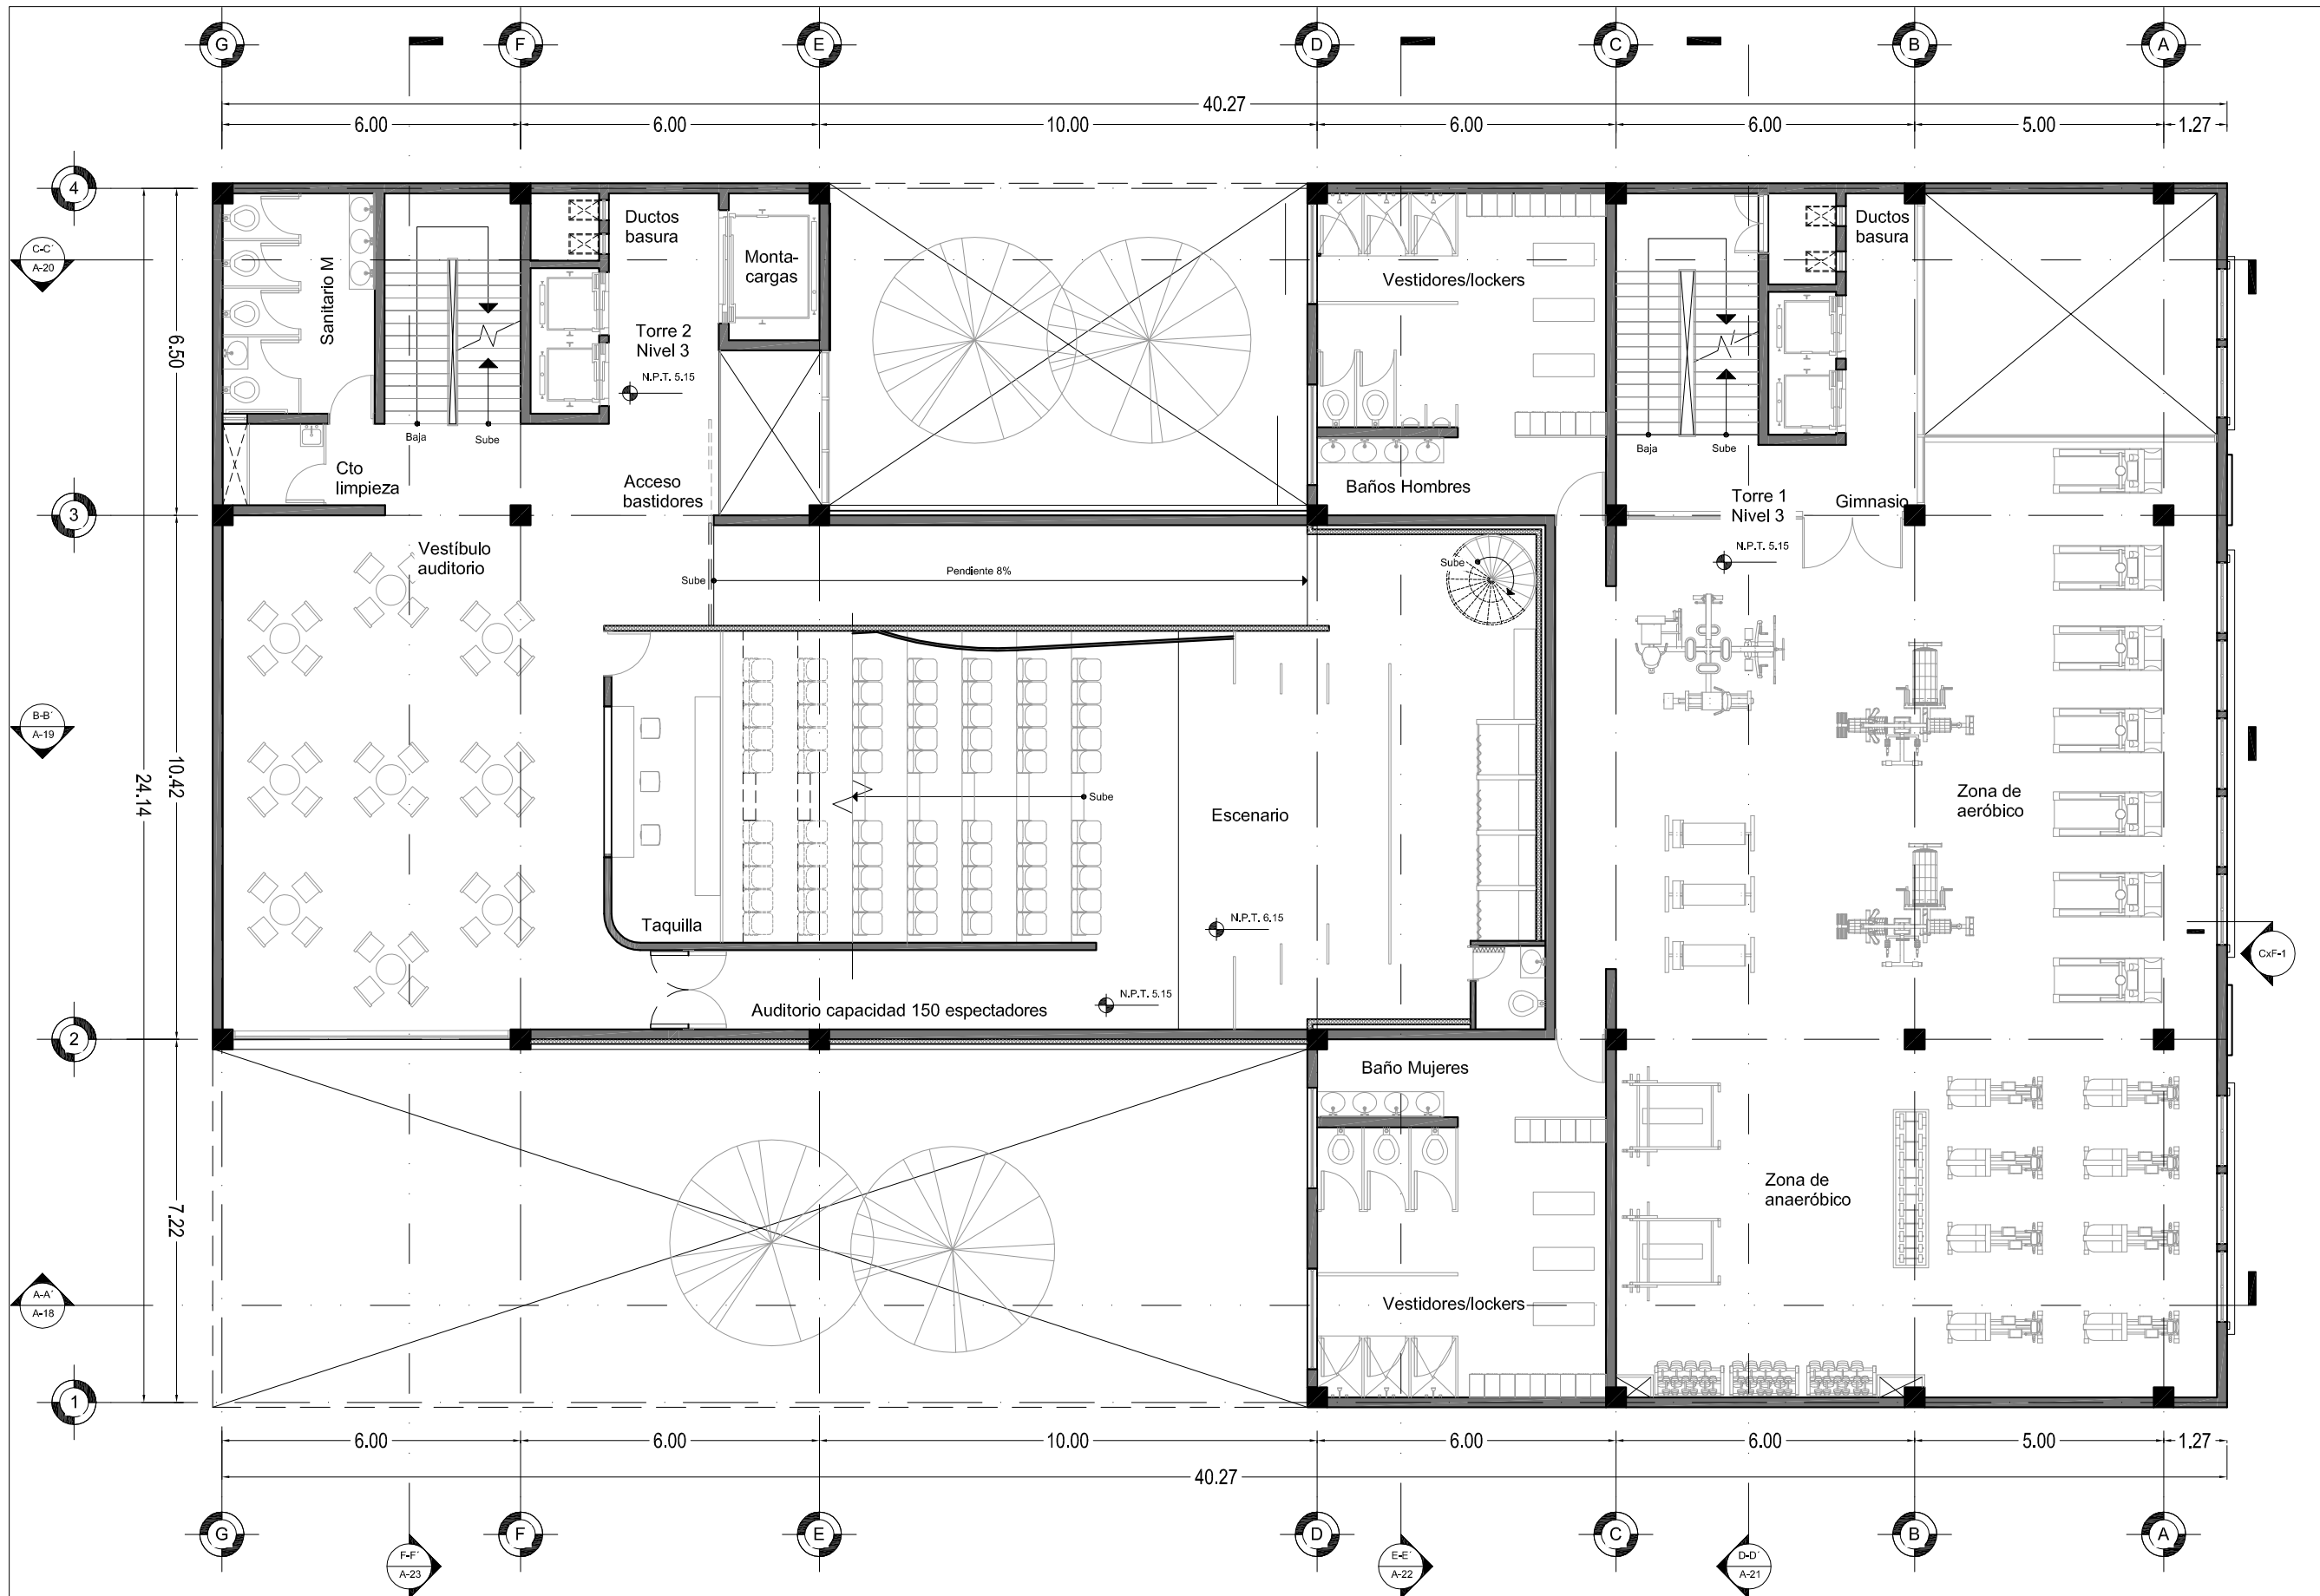 G F E D C B A
40.27
6.00 6.00 10.00 6.00 6.00 5.00 1.27
4
C-C'
A-20
Sanitario M
Ductos
basura
Monta-
cargas
Torre 2
Nivel 3
N.P.T. 5.15
Baja
Sube
Vestidores/lockers
Ductos
basura
Baja
Sube
6.50
Cto
limpieza
Acceso
bastidores
Baños Hombres
Torre 1
Nivel 3
Gimnasio
3
N.P.T. 5.15
Vestíbulo
auditorio
Sube
Pendiente 8%
Sube
B-B'
A-19
10.42
24.14
Sube
Escenario
Zona de
aeróbico
Taquilla
N.P.T. 6.15
CxF-1
N.P.T. 5.15
Auditorio capacidad 150 espectadores
2
Baño Mujeres
7.22
Zona de
anaeróbico
A-A'
A-18
Vestidores/lockers
1
6.00 6.00 10.00 6.00 6.00 5.00 1.27
40.27
G F E D C B A
F-F'
A-23
E-E'
A-22
D-D'
A-21